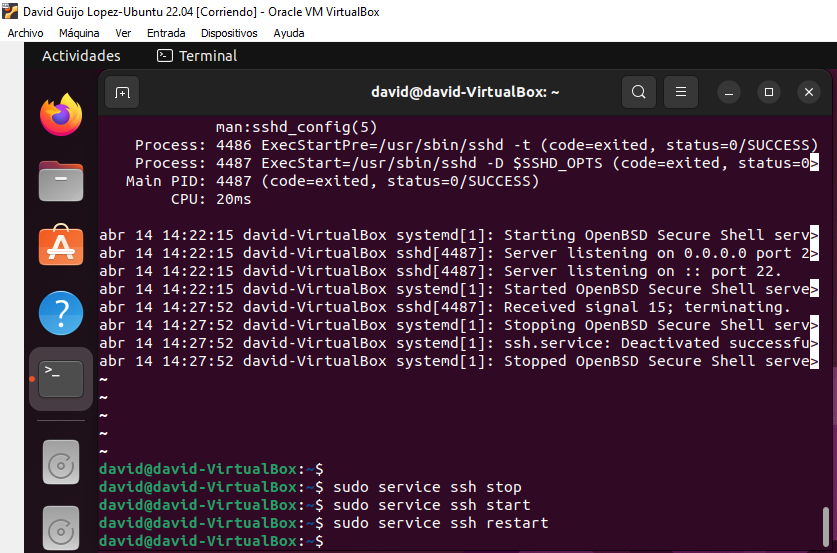 David Guijo Lopez-Ubuntu 22.04 [Corriendo] - Oracle VM VirtualBox
Archivo Máquina Ver Entrada Dispositivos Ayuda
Actividades Terminal
david@david-VirtualBox: ~
man:sshd_config(5)
Process: 4486 ExecStartPre=/usr/sbin/sshd -t (code=exited, status=0/SUCCESS)
Process: 4487 ExecStart=/usr/sbin/sshd -D $SSHD_OPTS (code=exited, status=0>
Main PID: 4487 (code=exited, status=0/SUCCESS)
CPU: 20ms
abr 14 14:22:15 david-VirtualBox systemd[1]: Starting OpenBSD Secure Shell serv>
abr 14 14:22:15 david-VirtualBox sshd[4487]: Server listening on 0.0.0.0 port 2>
abr 14 14:22:15 david-VirtualBox sshd[4487]: Server listening on :: port 22.
abr 14 14:22:15 david-VirtualBox systemd[1]: Started OpenBSD Secure Shell serve>
abr 14 14:27:52 david-VirtualBox sshd[4487]: Received signal 15; terminating.
abr 14 14:27:52 david-VirtualBox systemd[1]: Stopping OpenBSD Secure Shell serv>
abr 14 14:27:52 david-VirtualBox systemd[1]: ssh.service: Deactivated successfu>
abr 14 14:27:52 david-VirtualBox systemd[1]: Stopped OpenBSD Secure Shell serve>
~
~
~
~
~
david@david-VirtualBox:~$
david@david-VirtualBox:~$ sudo service ssh stop
david@david-VirtualBox:~$ sudo service ssh start
david@david-VirtualBox:~$ sudo service ssh restart
david@david-VirtualBox:~$